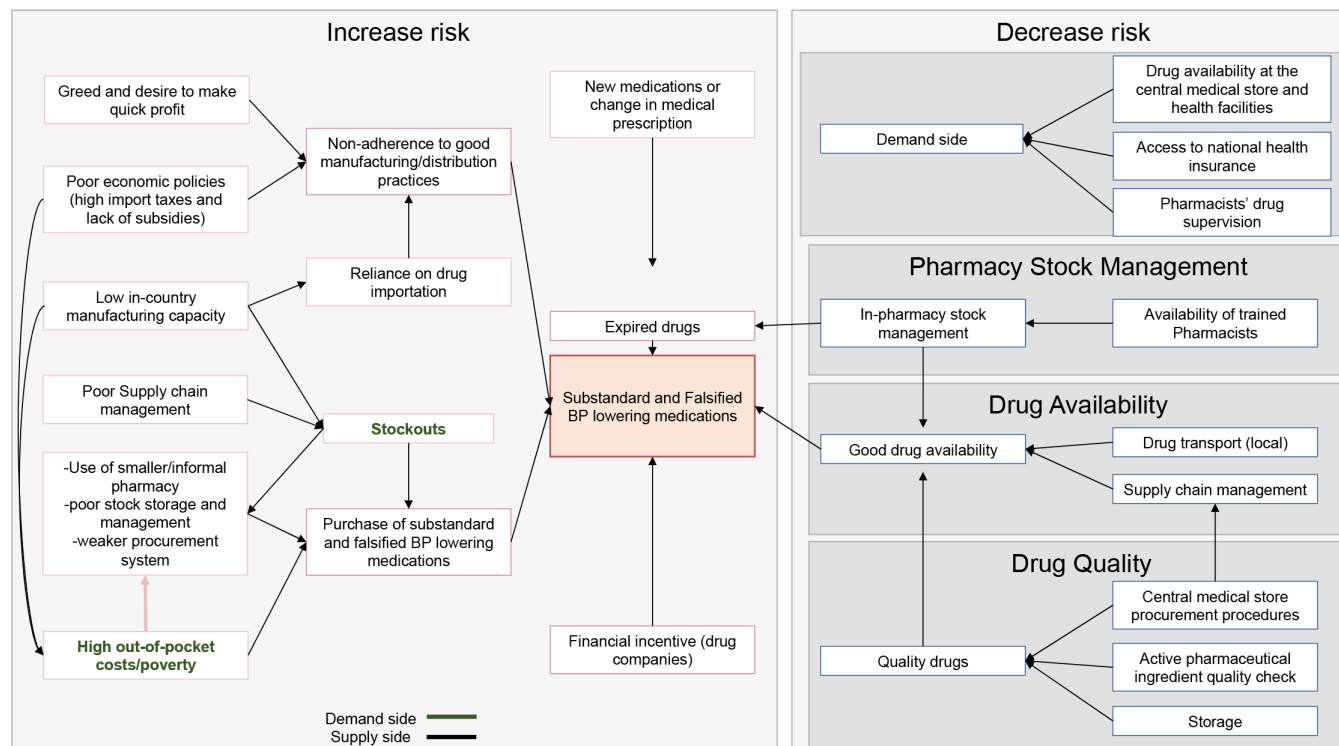 Increase risk
Greed and desire to make
quick profit
Poor economic policies
(high import taxes and
lack of subsidies)
Low in-country
manufacturing capacity
Poor Supply chain
management
-Use of smaller/informal
pharmacy
-poor stock storage and
management
-weaker procurement
system
High out-of-pocket
costs/poverty
Non-adherence to good
manufacturing/distribution
practices
Reliance on drug
importation
Stockouts
Purchase of substandard
and falsified BP lowering
medications
New medications or
change in medical
prescription
Expired drugs
Substandard and Falsified
BP lowering medications
Financial incentive (drug
companies)
Demand side
Supply side
Decrease risk
Demand side
Drug availability at the
central medical store and
health facilities
Access to national health
insurance
Pharmacists' drug
supervision
Pharmacy Stock Management
In-pharmacy stock
management
Availability of trained
Pharmacists
Drug Availability
Good drug availability
Drug transport (local)
Supply chain management
Drug Quality
Quality drugs
Central medical store
procurement procedures
Active pharmaceutical
ingredient quality check
Storage